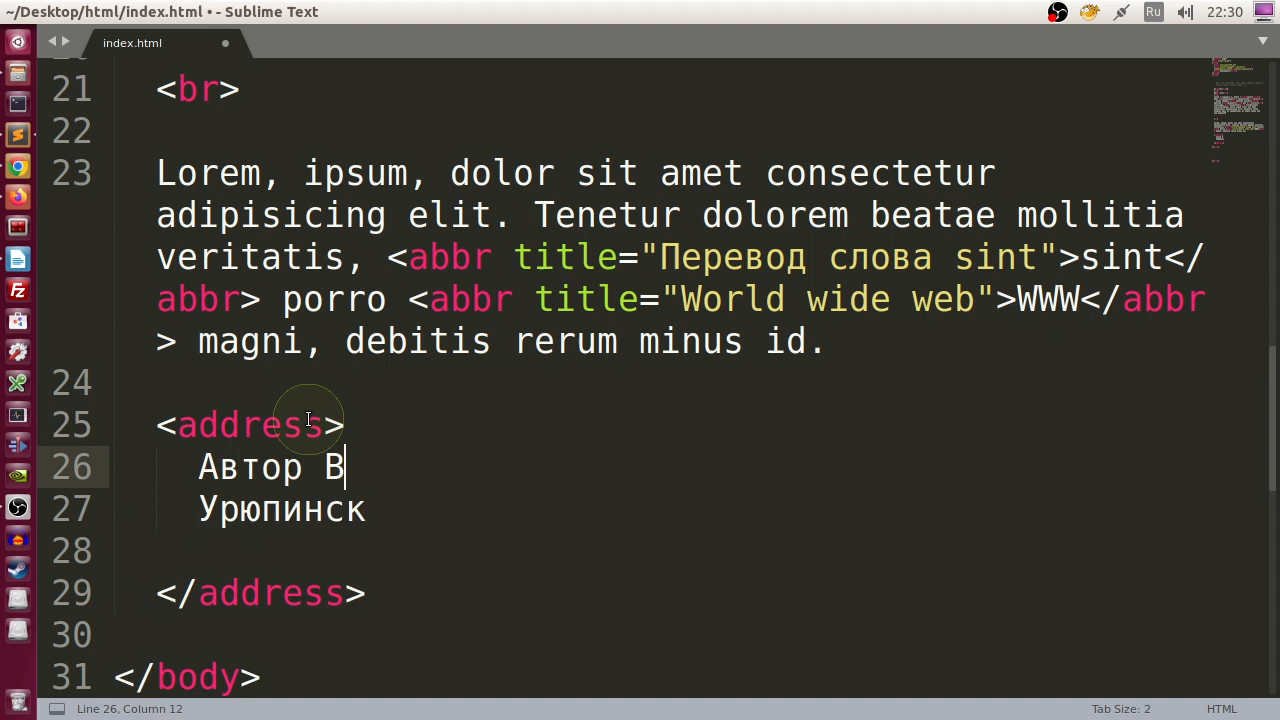 ~/Desktop/html/index.html • - Sublime Text
Ru
22:30
index.html
21 <br>
22
23 Lorem, ipsum, dolor sit amet consectetur
adipisicing elit. Tenetur dolorem beatae mollitia
veritatis, <abbr title="Перевод слова sint">sint</
abbr> porro <abbr title="World wide web">WWW</abbr
> magni, debitis rerum minus id.
24
25 <address>
26 Автор В
27 Урюпинск
28
29 </address>
30
31 </body>
Line 26, Column 12
Tab Size: 2
HTML